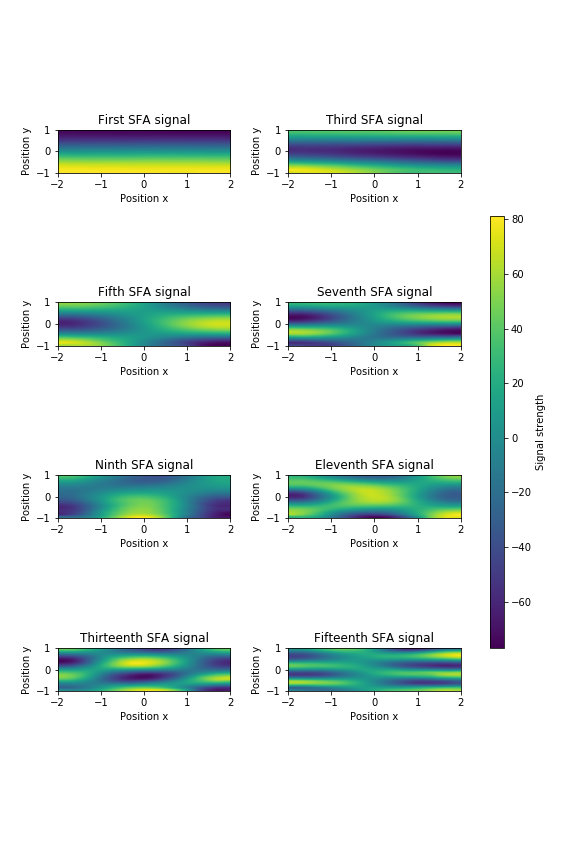 First SFA signal
Position y
1
0
−1
−2 −1 0 1 2
Position x
Third SFA signal
Position y
1
0
−1
−2 −1 0 1 2
Position x
Fifth SFA signal
Position y
1
0
−1
−2 −1 0 1 2
Position x
Seventh SFA signal
Position y
1
0
−1
−2 −1 0 1 2
Position x
Ninth SFA signal
Position y
1
0
−1
−2 −1 0 1 2
Position x
Eleventh SFA signal
Position y
1
0
−1
−2 −1 0 1 2
Position x
Thirteenth SFA signal
Position y
1
0
−1
−2 −1 0 1 2
Position x
Fifteenth SFA signal
Position y
1
0
−1
−2 −1 0 1 2
Position x
80
60
40
20
0
−20
−40
−60
Signal strength